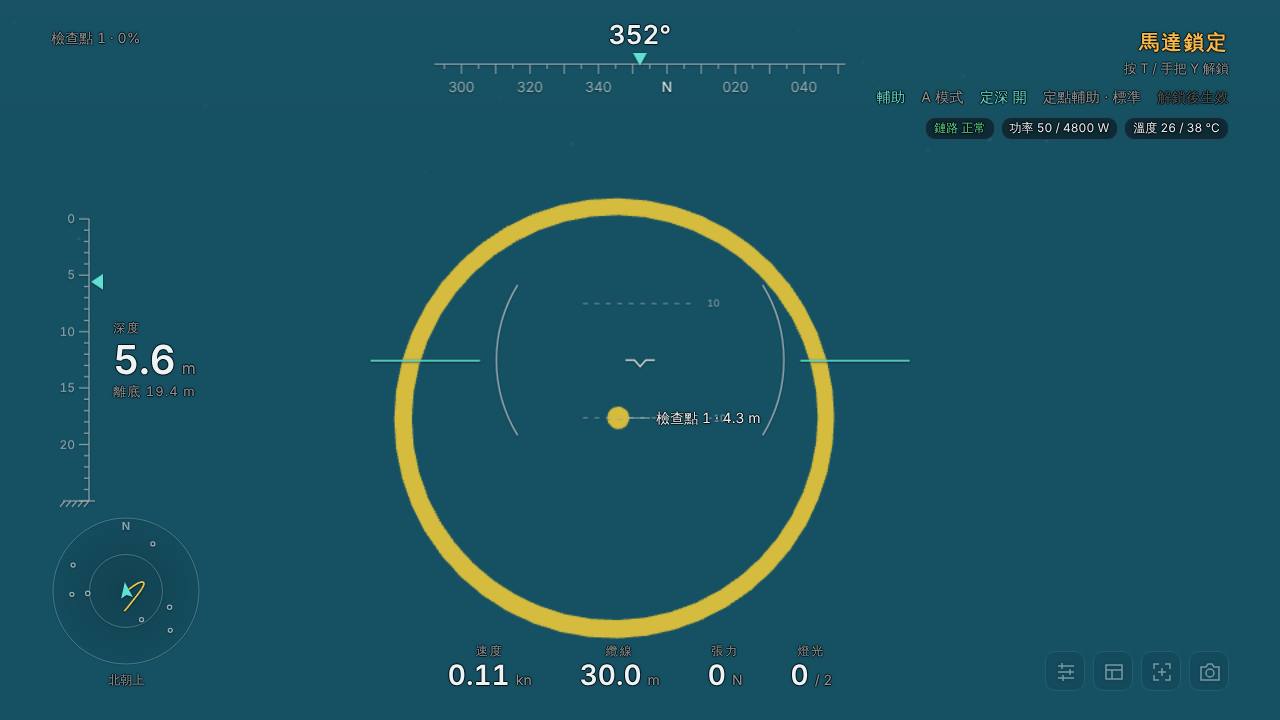 檢查點 1 · 0%
352°
300 320 340 N 020 040
馬達鎖定
按 T / 手把 Y 解鎖
輔助 A 模式 定深 開 定點輔助 · 標準 解鎖後生效
鏈路 正常 功率 50 / 4800 W 溫度 26 / 38 °C
0
5
10
15
20
深度
5.6 m
離底 19.4 m
10
檢查點 1 · 4.3 m
N
北朝上
速度 纜線 張力 燈光
0.11 kn 30.0 m 0 N 0 / 2